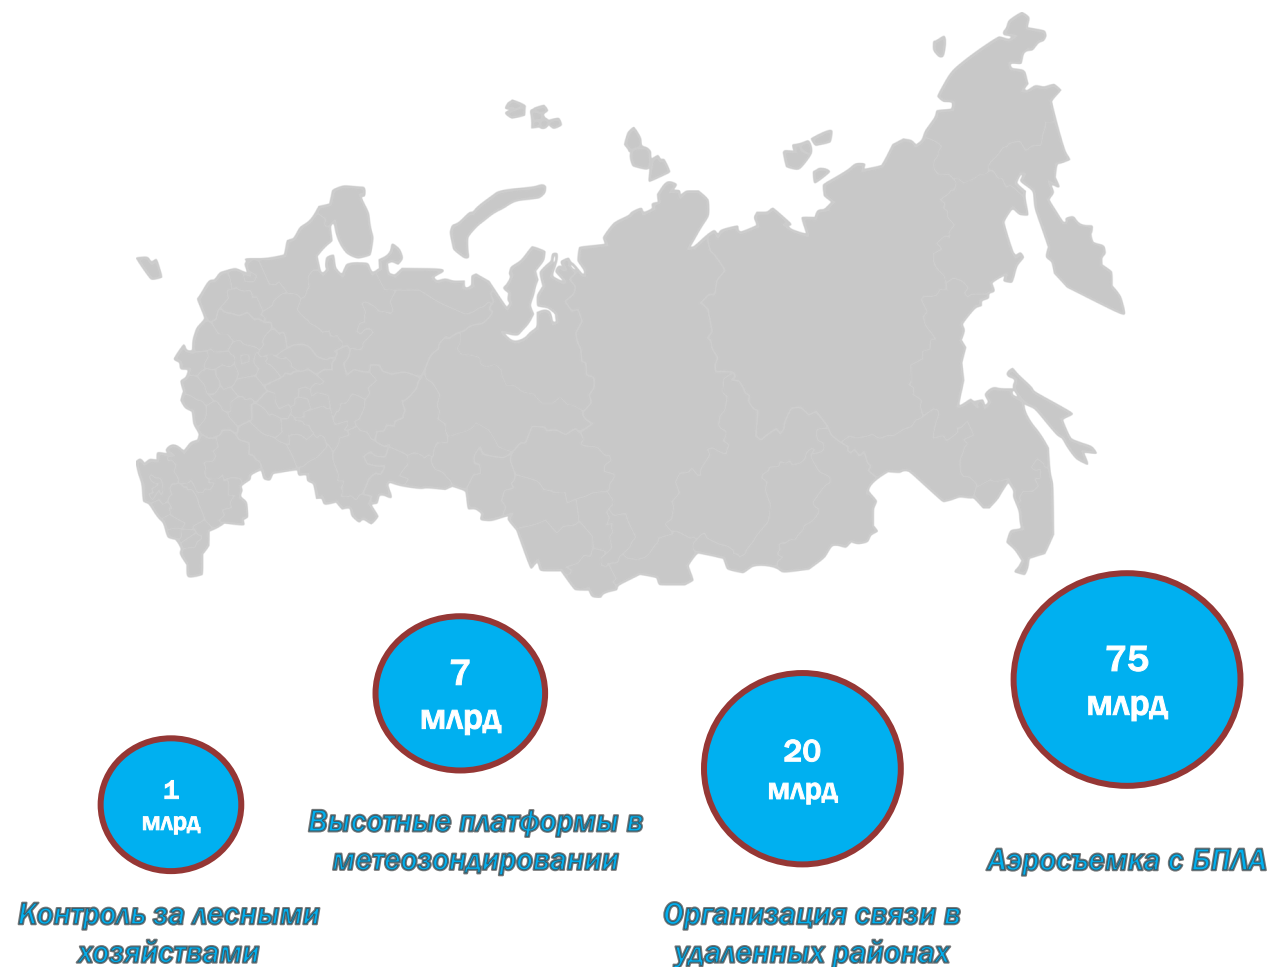 1
млрд
Контроль за лесными
хозяйствами
7
млрд
Высотные платформы в
метеозондировании
20
млрд
Организация связи в
удаленных районах
75
млрд
Аэросъемка с БПЛА